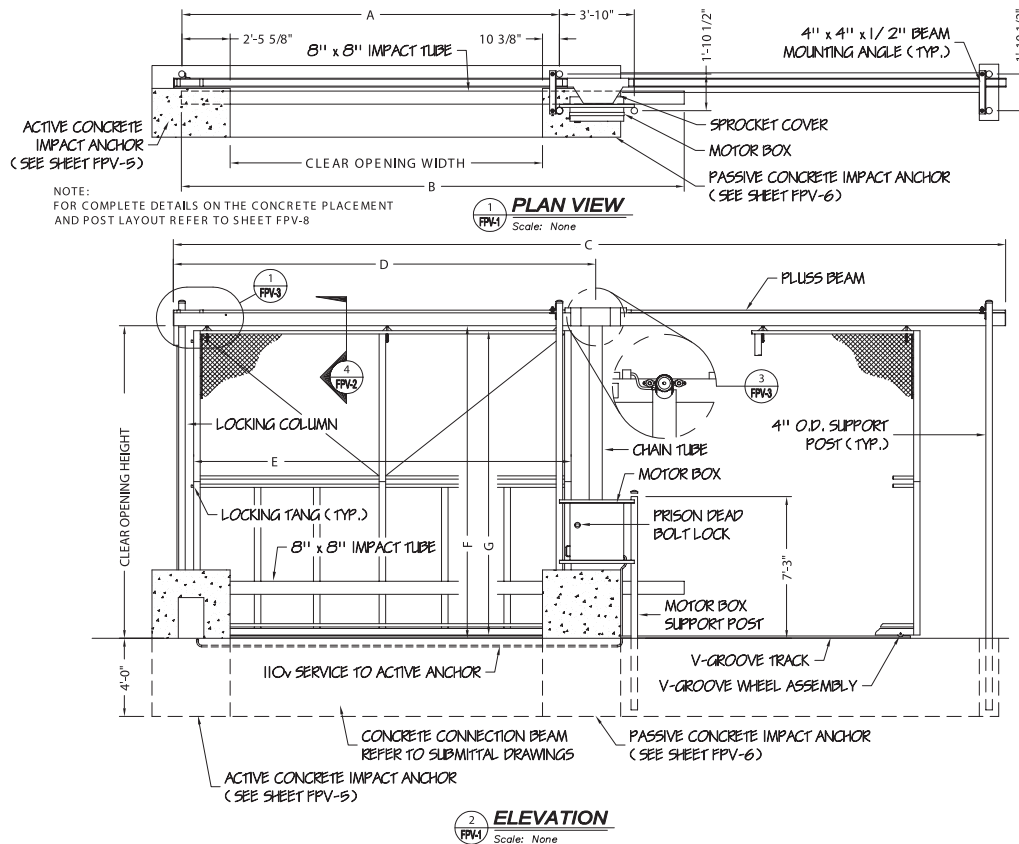 A
3'-10"
2'-5 5/8"
8" x 8" IMPACT TUBE
10 3/8"
1'-10 1/2"
4" x 4" x 1/2" BEAM
MOUNTING ANGLE (TYP.)
1'-10 1/2"
ACTIVE CONCRETE
IMPACT ANCHOR
(SEE SHEET FPV-5)
SPROCKET COVER
MOTOR BOX
CLEAR OPENING WIDTH
PASSIVE CONCRETE IMPACT ANCHOR
(SEE SHEET FPV-6)
B
NOTE:
FOR COMPLETE DETAILS ON THE CONCRETE PLACEMENT
AND POST LAYOUT REFER TO SHEET FPV-8
1
FPV-1
PLAN VIEW
Scale: None
C
D
1
FPV-3
PLUSS BEAM
4
FPV-2
3
FPV-3
CLEAR OPENING HEIGHT
LOCKING COLUMN
4" O.D. SUPPORT
POST (TYP.)
CHAIN TUBE
E
MOTOR BOX
LOCKING TANG (TYP.)
PRISON DEAD
BOLT LOCK
F
G
8" x 8" IMPACT TUBE
7'-3"
MOTOR BOX
SUPPORT POST
110v SERVICE TO ACTIVE ANCHOR
V-GROOVE TRACK
V-GROOVE WHEEL ASSEMBLY
4'-0"
CONCRETE CONNECTION BEAM
REFER TO SUBMITTAL DRAWINGS
PASSIVE CONCRETE IMPACT ANCHOR
(SEE SHEET FPV-6)
ACTIVE CONCRETE IMPACT ANCHOR
(SEE SHEET FPV-5)
2
FPV-1
ELEVATION
Scale: None